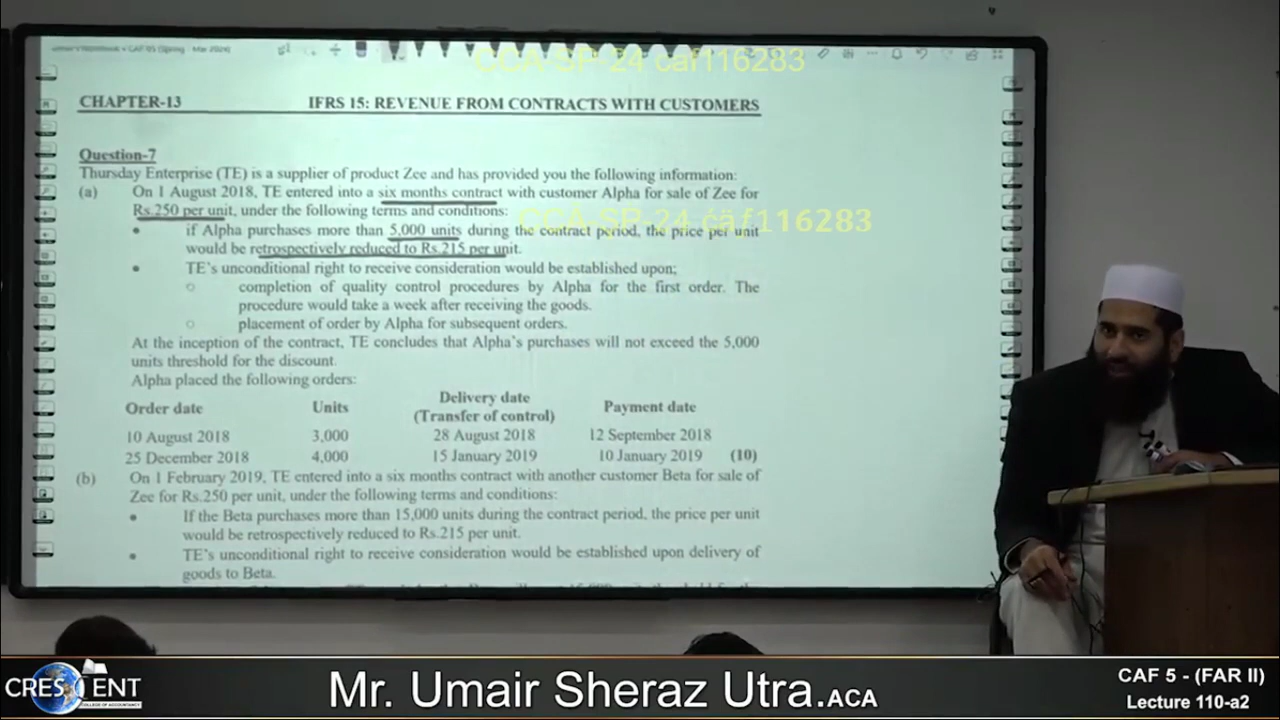 CCA-SP-24 caf116283
CHAPTER-13 IFRS 15: REVENUE FROM CONTRACTS WITH CUSTOMERS
Question-7
Thursday Enterprise (TE) is a supplier of product Zee and has provided you the following information:
(a) On 1 August 2018, TE entered into a six months contract with customer Alpha for sale of Zee for
Rs.250 per unit, under the following terms and conditions:
CCA-SP-24 caf116283
• if Alpha purchases more than 5,000 units during the contract period, the price per unit
would be retrospectively reduced to Rs.215 per unit.
• TE's unconditional right to receive consideration would be established upon;
o completion of quality control procedures by Alpha for the first order. The
procedure would take a week after receiving the goods.
o placement of order by Alpha for subsequent orders.
At the inception of the contract, TE concludes that Alpha's purchases will not exceed the 5,000
units threshold for the discount.
Alpha placed the following orders:
Order date Units Delivery date (Transfer of control) Payment date
10 August 2018 3,000 28 August 2018 12 September 2018
25 December 2018 4,000 15 January 2019 10 January 2019 (10)
(b) On 1 February 2019, TE entered into a six months contract with another customer Beta for sale of
Zee for Rs.250 per unit, under the following terms and conditions:
• If the Beta purchases more than 15,000 units during the contract period, the price per unit
would be retrospectively reduced to Rs.215 per unit.
• TE's unconditional right to receive consideration would be established upon delivery of
goods to Beta.
CRESCENT
COLLEGE OF ACCOUNTANCY
Mr. Umair Sheraz Utra.ACA
CAF 5 - (FAR II)
Lecture 110-a2